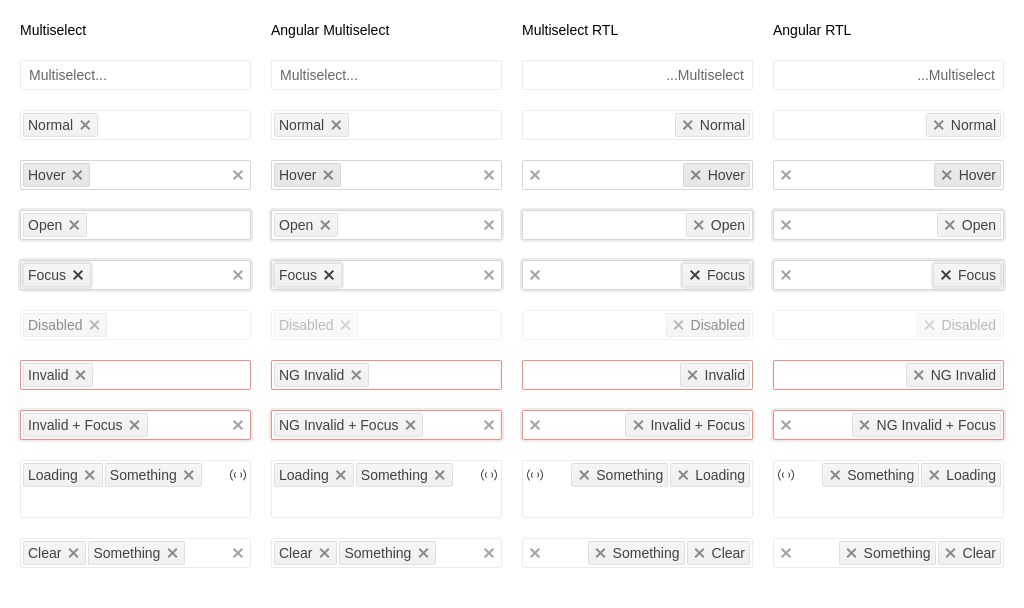 Multiselect Angular Multiselect Multiselect RTL Angular RTL
Multiselect... Multiselect... ...Multiselect ...Multiselect
Normal Normal Normal Normal
Hover Hover Hover Hover
Open Open Open Open
Focus Focus Focus Focus
Disabled Disabled Disabled Disabled
Invalid NG Invalid Invalid NG Invalid
Invalid + Focus NG Invalid + Focus Invalid + Focus NG Invalid + Focus
Loading Something Loading Something Something Loading Something Loading
Clear Something Clear Something Something Clear Something Clear